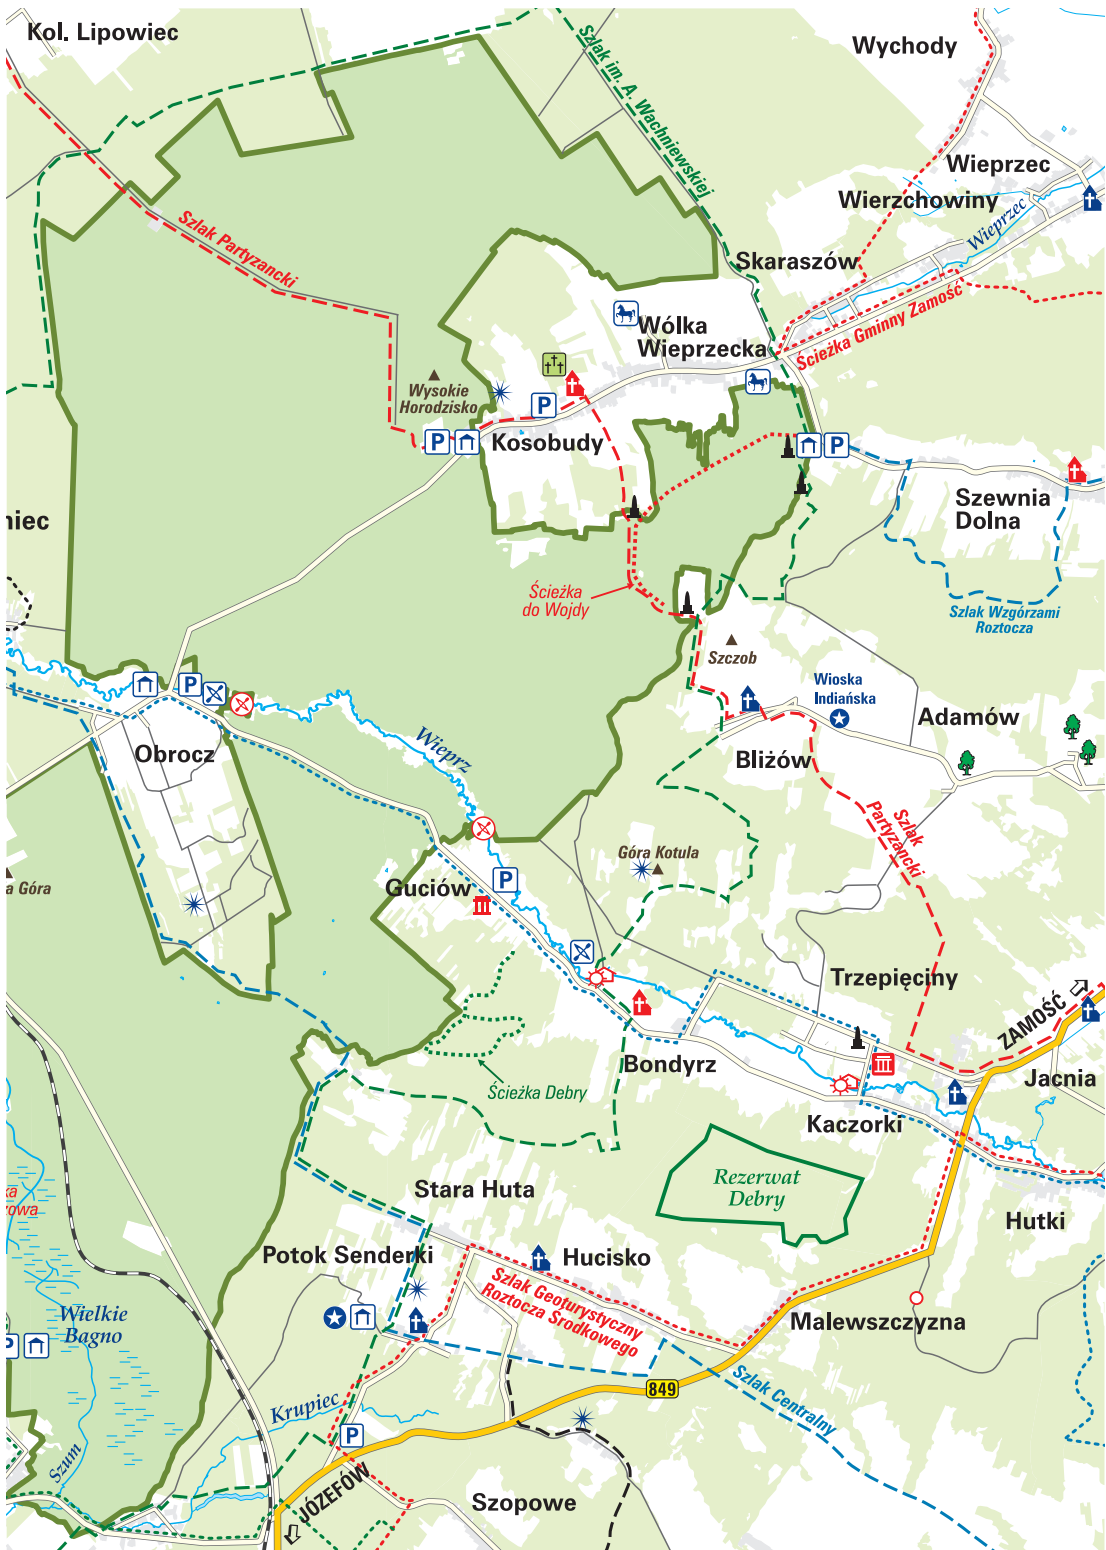 Kol. Lipowiec
Szlak im. A. Wachniewskiej
Wychody
Wieprzec
Wierzchowiny
Wieprzec
Szlak Partyzancki
Skaraszów
Ścieżka Gminny Zamość
Wólka
Wieprzecka
Wysokie
Horodzisko
P
P
Kosobudy
P
Szewnia
Dolna
niec
Ścieżka
do Wojdy
Szlak Wzgórzami
Roztocza
Szczob
Wioska
Indiańska
P
Adamów
Obrocz
Wieprz
Bliżów
Szlak
Partyzancki
Góra Kotula
a Góra
Guciów
P
Trzepięciny
ZAMOŚĆ
Bondyrz
Jacnia
Ścieżka Debry
Kaczorki
Rezerwat
Debry
Stara Huta
Hutki
Potok Senderki
Hucisko
Szlak Geoturystyczny
Roztocza Środkowego
Wielkie
Bagno
P
Malewszczyzna
849
Szlak Centralny
Krupiec
P
Szum
JÓZEFÓW
Szopowe